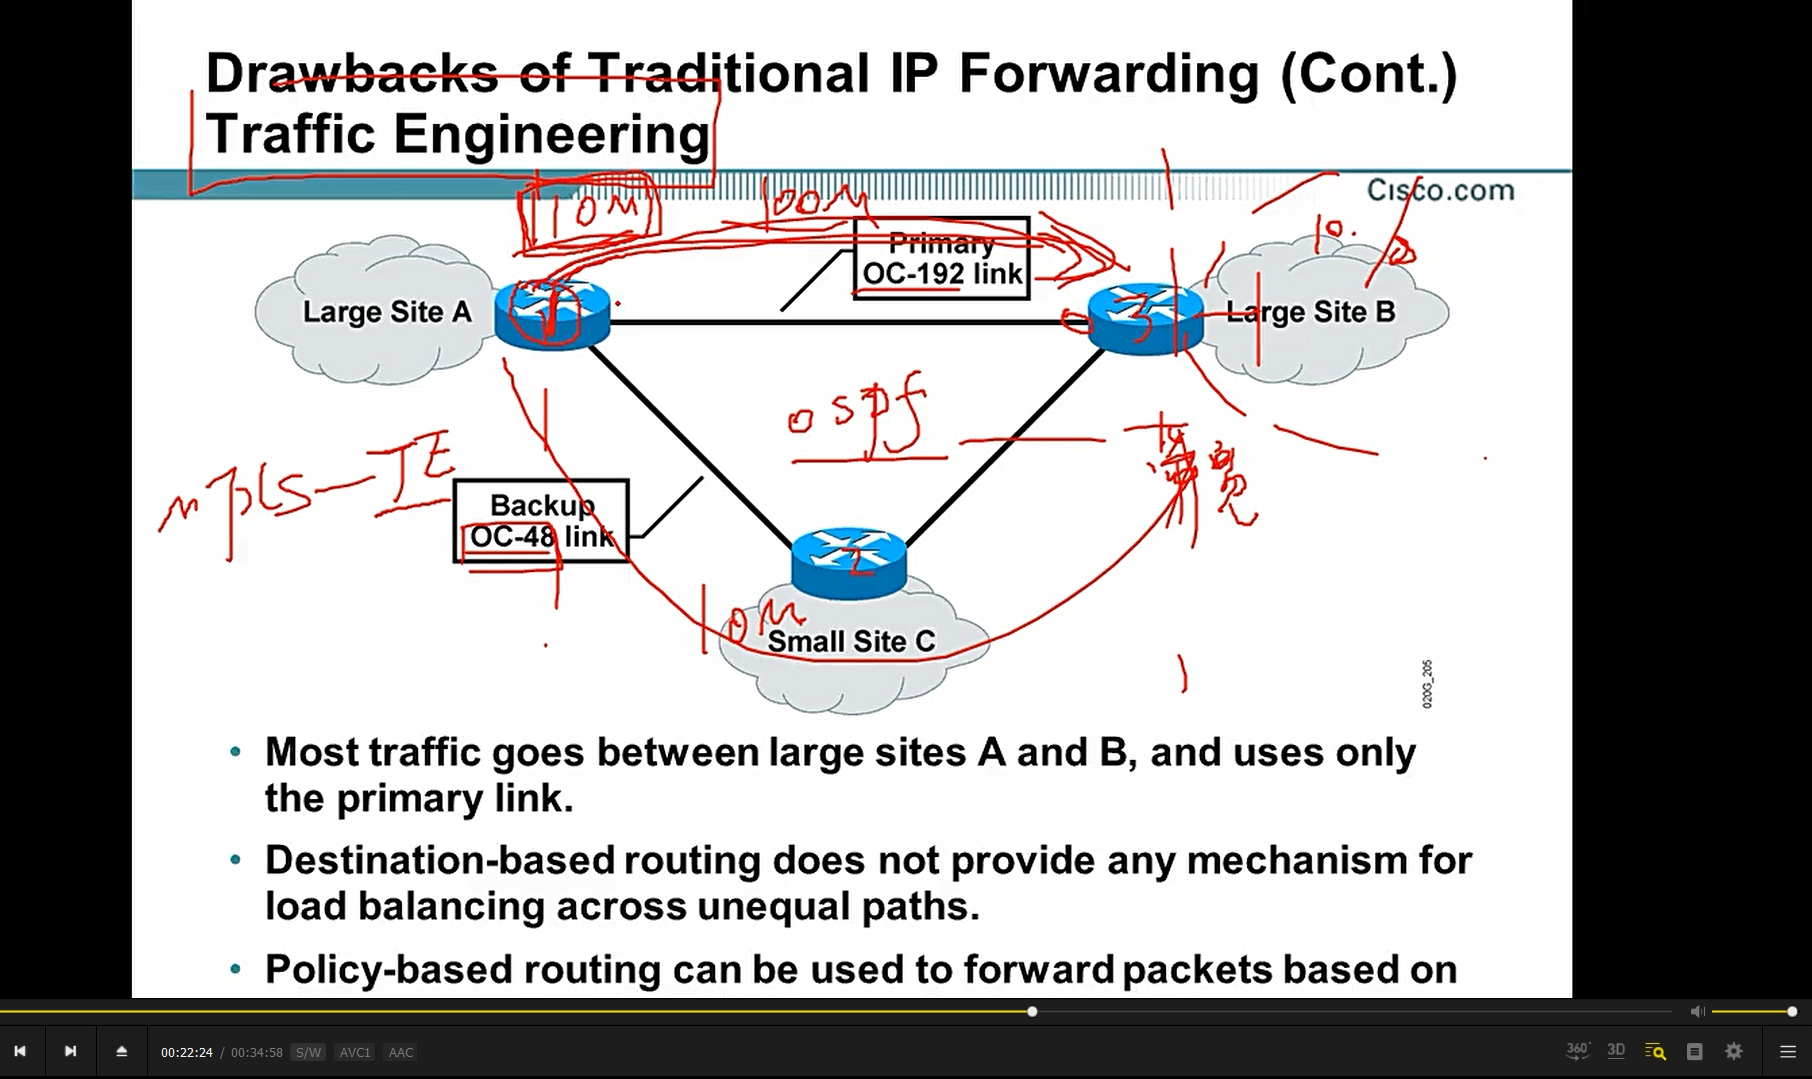 Drawbacks of Traditional IP Forwarding (Cont.)
Traffic Engineering
Cisco.com
10M
100M
10.
Primary
OC-192 link
Large Site A
1
3
Large Site B
ospf
mpls-TE
Backup
OC-48 link
2
10M
Small Site C
020G_205
• Most traffic goes between large sites A and B, and uses only
the primary link.
• Destination-based routing does not provide any mechanism for
load balancing across unequal paths.
• Policy-based routing can be used to forward packets based on
00:22:24 / 00:34:58 S/W AVC1 AAC
360°
3D